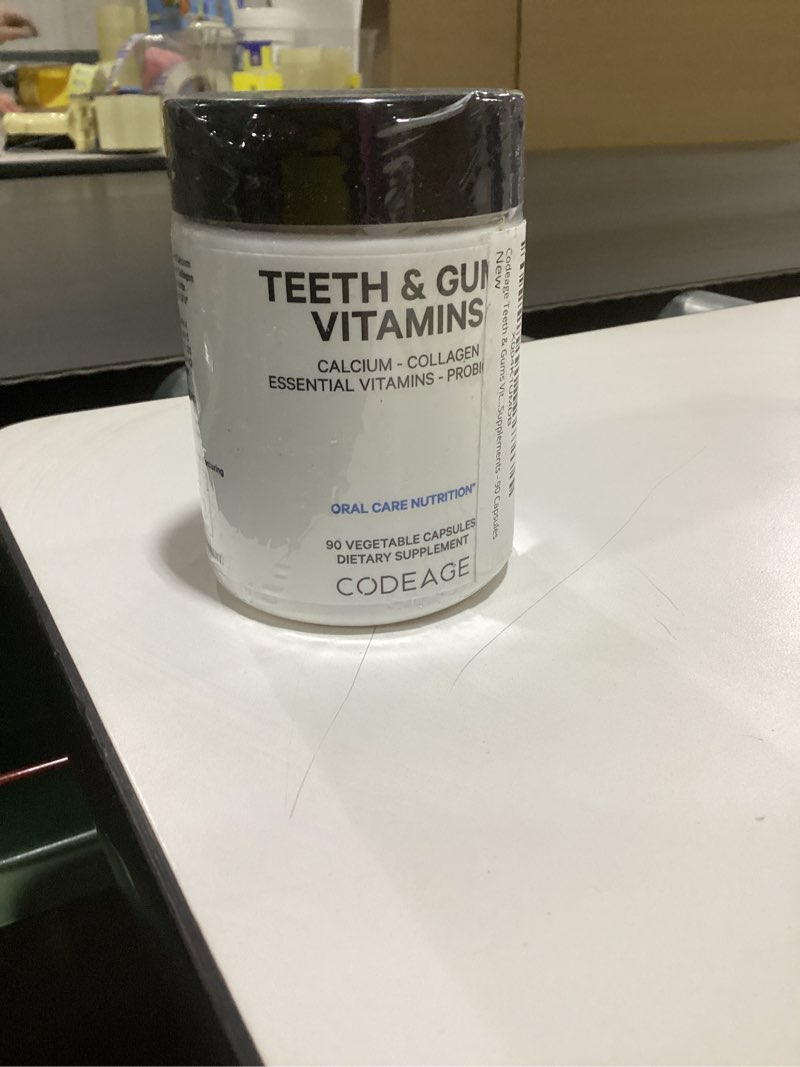 TEETH & GUM
VITAMINS
CALCIUM - COLLAGEN
ESSENTIAL VITAMINS - PROBI
ORAL CARE NUTRITION*
90 VEGETABLE CAPSULES
DIETARY SUPPLEMENT
CODEAGE
Codeage Teeth & Gums Vit...Supplements - 90 Capsules
New